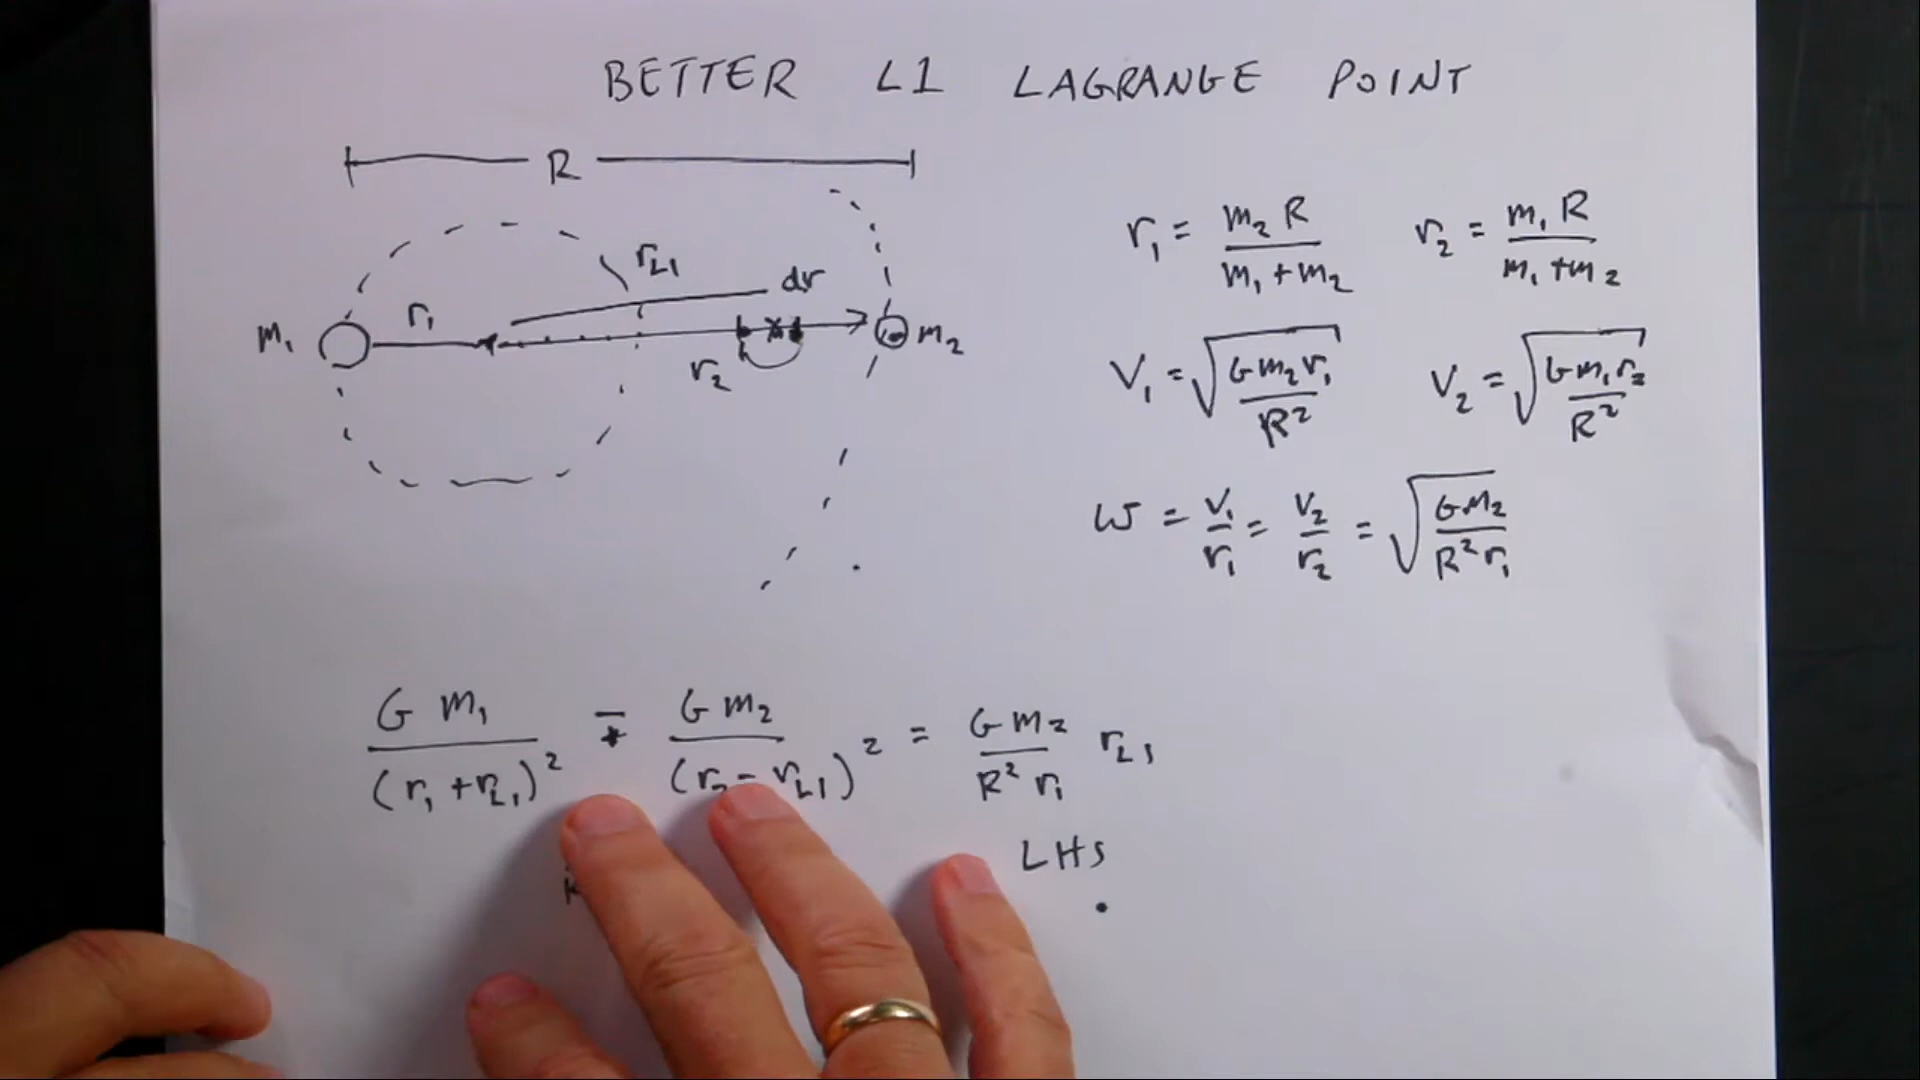 BETTER L1 LAGRANGE POINT
R
r_L1
dr
m_1 r_1 r_2 m_2
r_1 = m_2 R / (m_1 + m_2) r_2 = m_1 R / (m_1 + m_2)
V_1 = √(G m_2 r_1 / R^2) V_2 = √(G m_1 r_2 / R^2)
ω = V_1 / r_1 = V_2 / r_2 = √(G M_2 / (R^2 r_1))
G m_1 / (r_1 + r_L1)^2 - G m_2 / (r_2 - r_L1)^2 = G m_2 / (R^2 r_1) r_L1
LHS